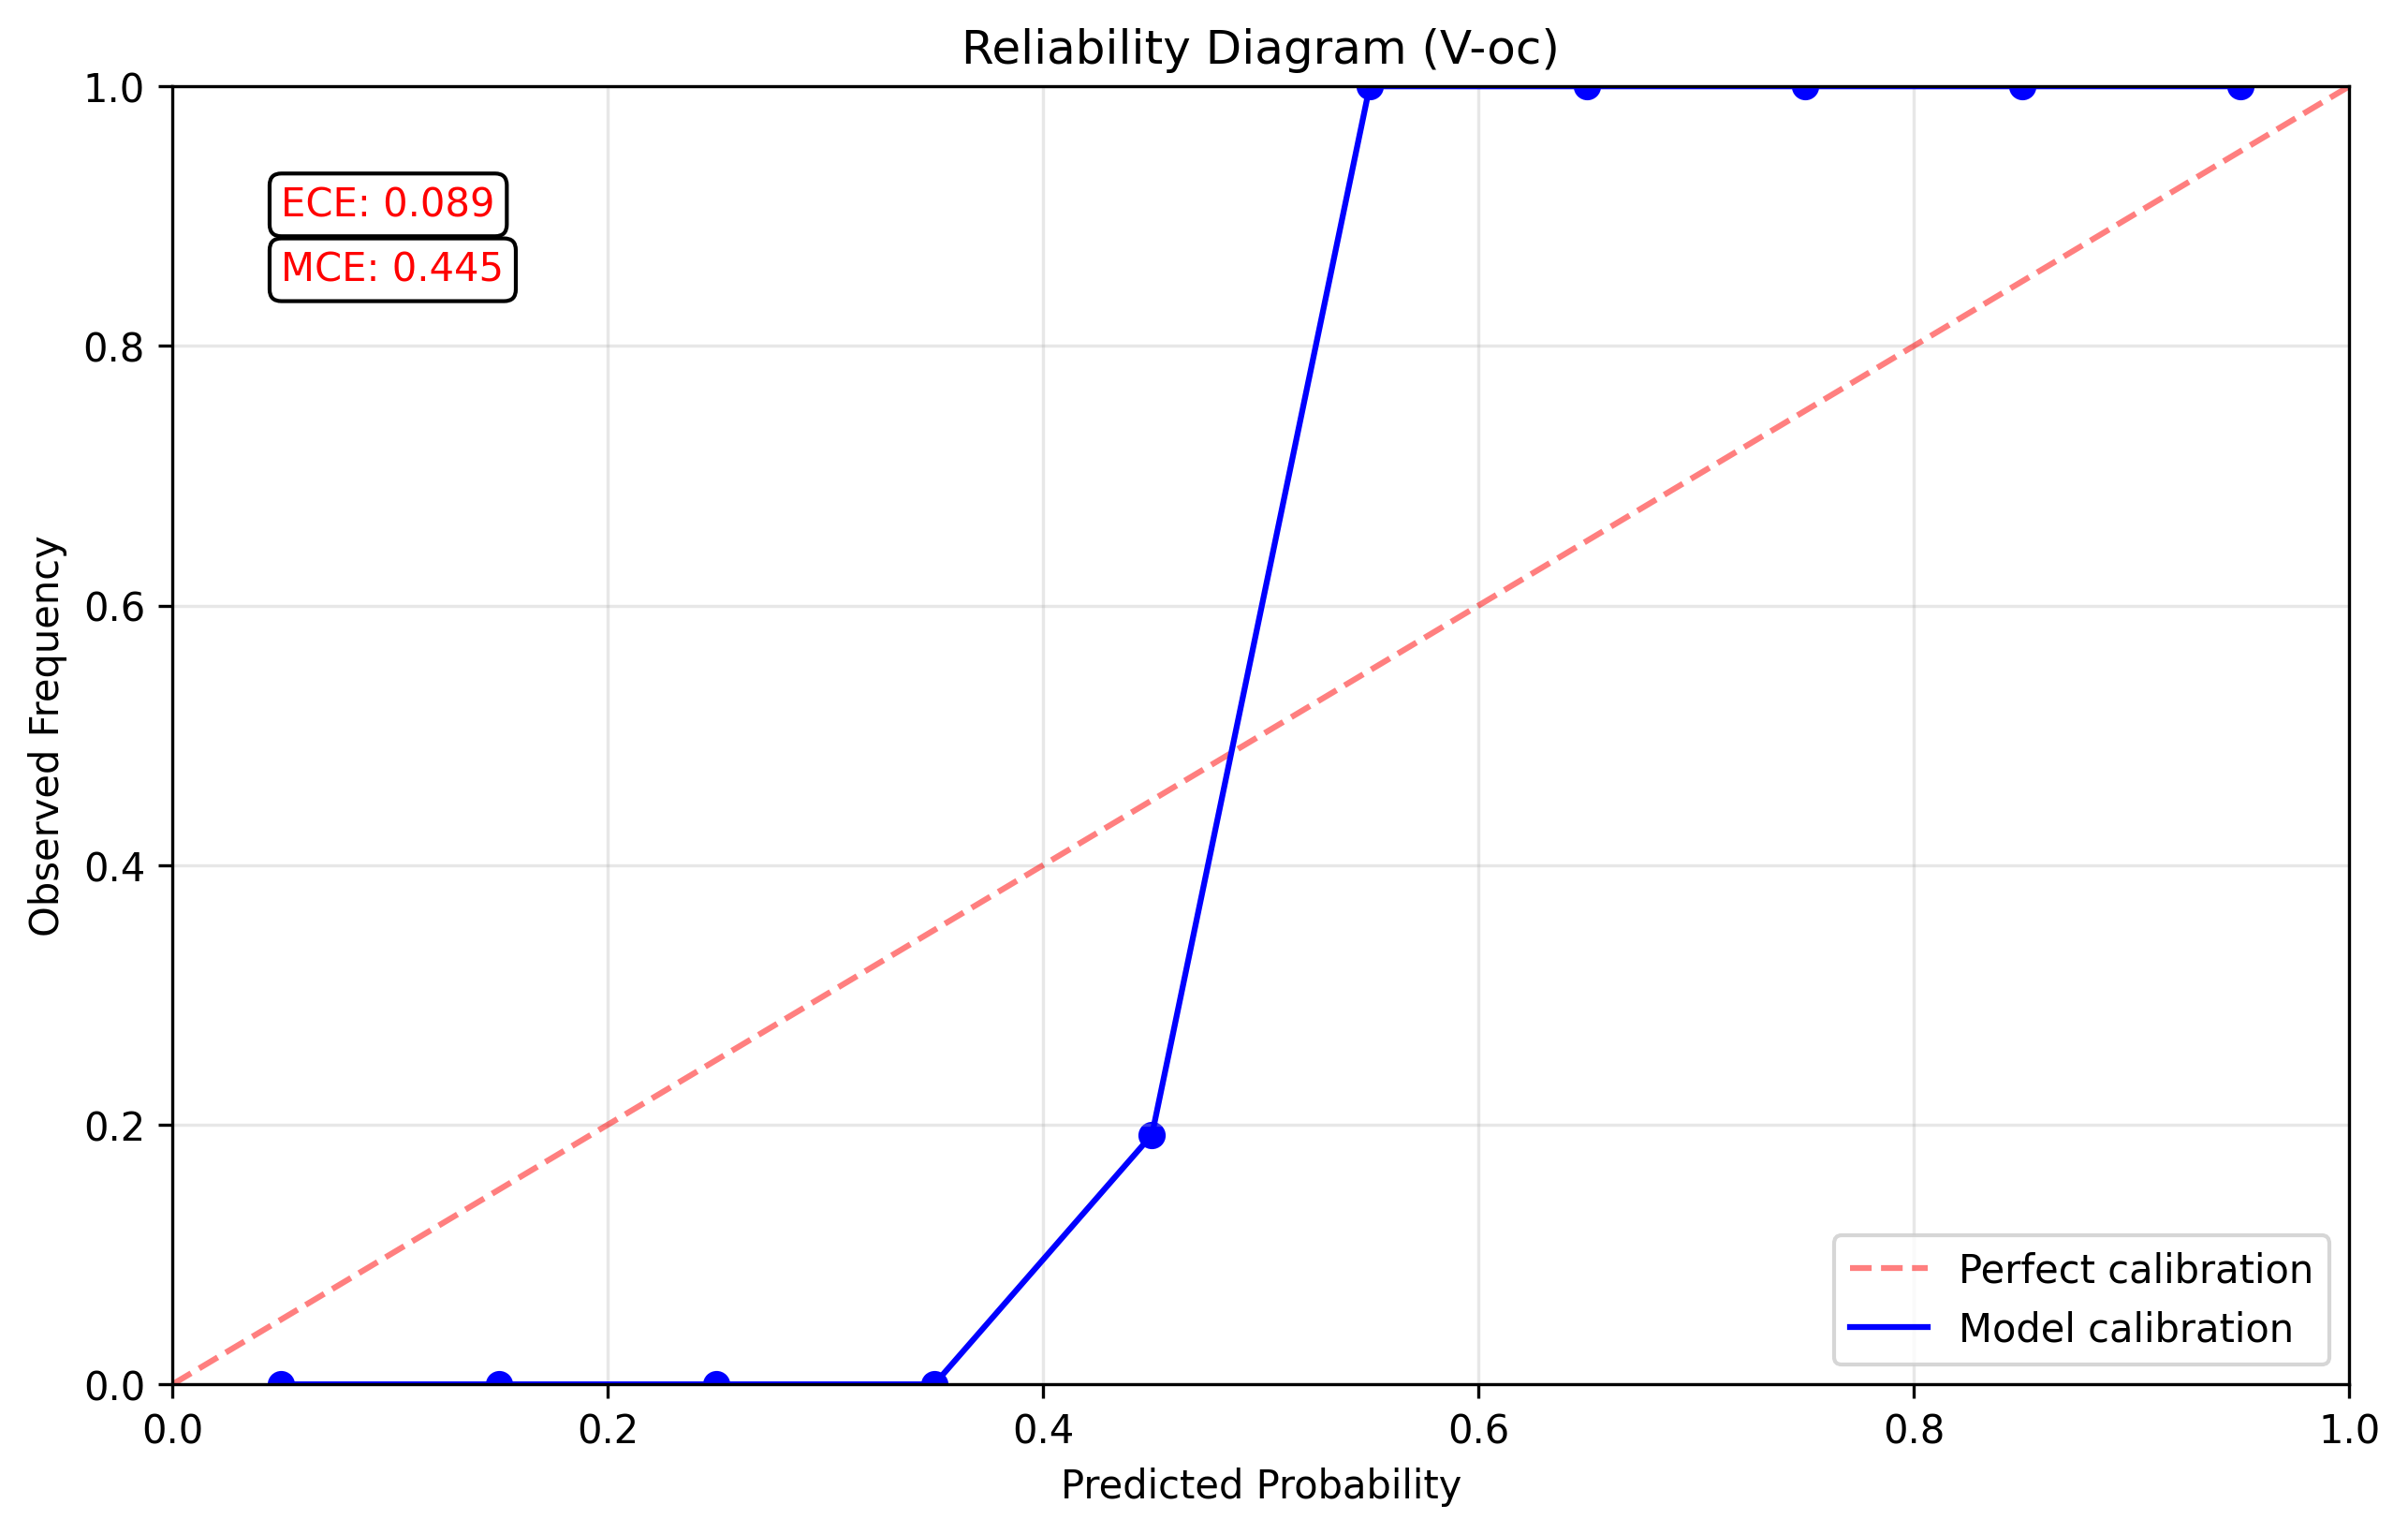 Reliability Diagram (V-oc)
1.0
0.8
0.6
0.4
0.2
0.0
Observed Frequency
ECE: 0.089
MCE: 0.445
Perfect calibration
Model calibration
0.0 0.2 0.4 0.6 0.8 1.0
Predicted Probability